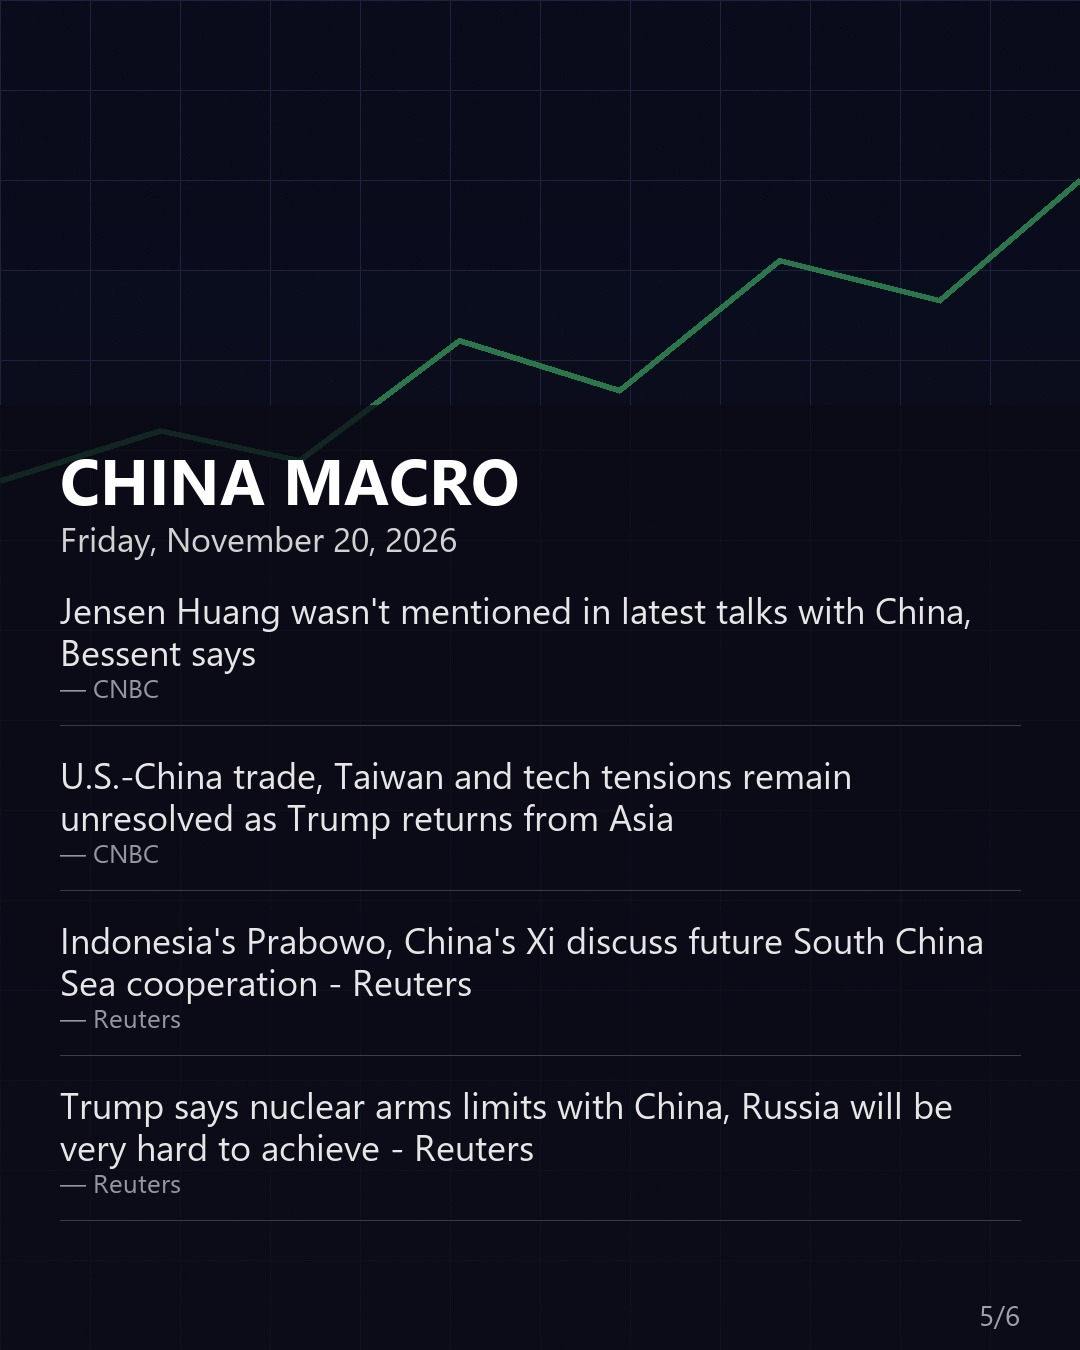 CHINA MACRO
Friday, November 20, 2026
Jensen Huang wasn't mentioned in latest talks with China,
Bessent says
— CNBC
U.S.-China trade, Taiwan and tech tensions remain
unresolved as Trump returns from Asia
— CNBC
Indonesia's Prabowo, China's Xi discuss future South China
Sea cooperation - Reuters
— Reuters
Trump says nuclear arms limits with China, Russia will be
very hard to achieve - Reuters
— Reuters
5/6